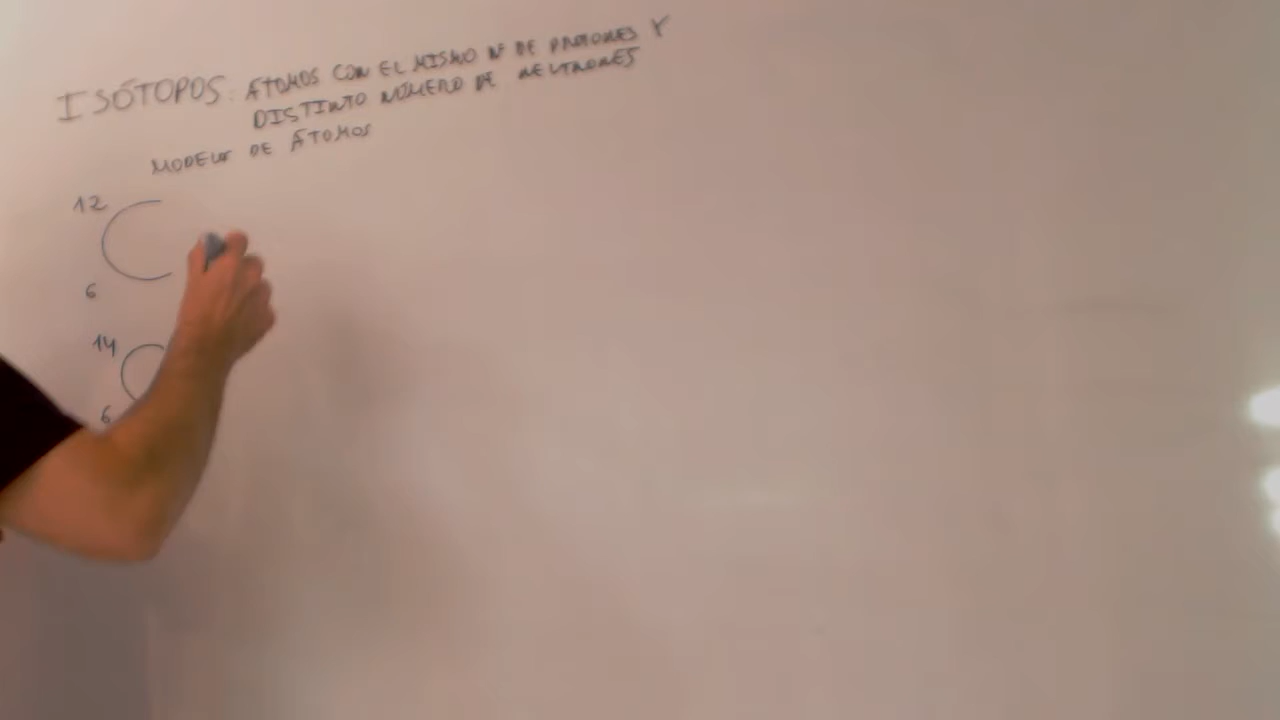 ISÓTOPOS: ÁTOMOS CON EL MISMO Nº DE PROTONES Y
DISTINTO NÚMERO DE NEUTRONES
MODELO DE ÁTOMOS
12
C
6
14
C
6